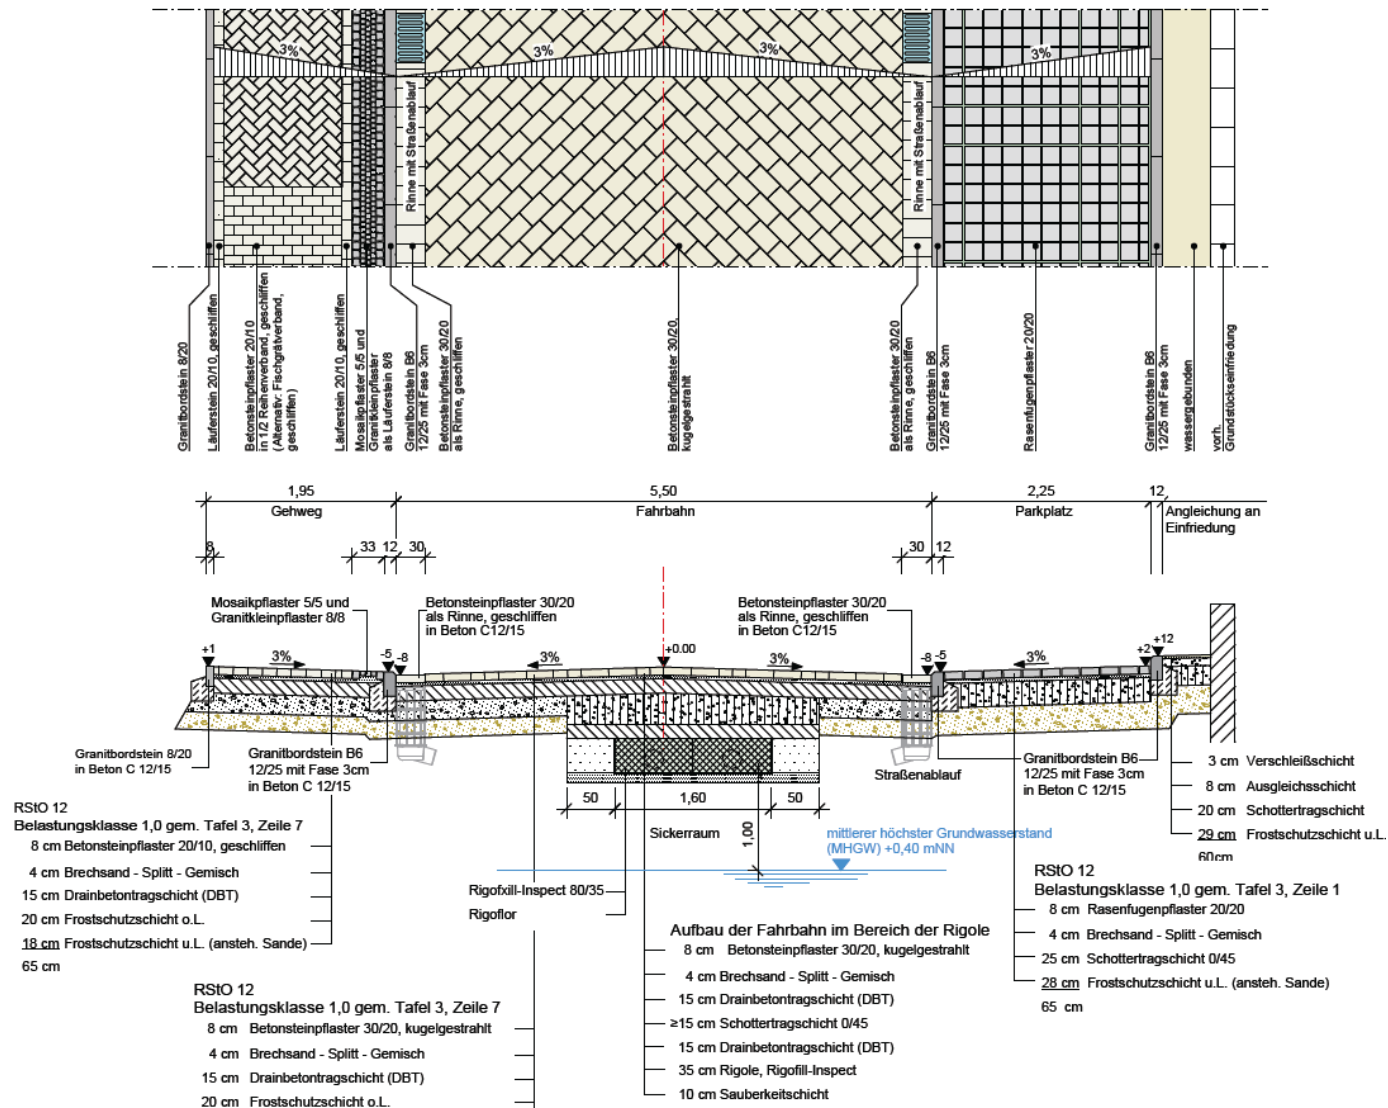 3%
3%
3%
3%
Rinne mit Straßenablauf
Rinne mit Straßenablauf
Granitbordstein 8/20
Läuferstein 20/10, geschliffen
Betonsteinpflaster 20/10
in 1/2 Reihenverband, geschliffen
(Alternativ: Fischgrätverband,
geschliffen)
Läuferstein 20/10, geschliffen
Mosaikpflaster 5/5 und
Granitkleinpflaster
als Läuferstein 8/8
Granitbordstein B6
12/25 mit Fase 3cm
Betonsteinpflaster 30/20
als Rinne, geschliffen
Betonsteinpflaster 30/20,
kugelgestrahlt
Betonsteinpflaster 30/20
als Rinne, geschliffen
Granitbordstein B6
12/25 mit Fase 3cm
Rasenfugenpflaster 20/20
Granitbordstein B6
12/25 mit Fase 3cm
wassergebunden
vorh.
Grundstückseinfriedung
1,95
5,50
2,25
12
Gehweg
Fahrbahn
Parkplatz
Angleichung an
Einfriedung
8
33
12
30
30
12
Mosaikpflaster 5/5 und
Granitkleinpflaster 8/8
Betonsteinpflaster 30/20
als Rinne, geschliffen
in Beton C12/15
Betonsteinpflaster 30/20
als Rinne, geschliffen
in Beton C12/15
+1
3%
-5
-8
3%
+0.00
3%
-8
-5
3%
+2
+12
Granitbordstein 8/20
in Beton C 12/15
Granitbordstein B6
12/25 mit Fase 3cm
in Beton C 12/15
Straßenablauf
Granitbordstein B6
12/25 mit Fase 3cm
in Beton C 12/15
3 cm Verschleißschicht
8 cm Ausgleichsschicht
20 cm Schottertragschicht
29 cm Frostschutzschicht u.L.
60cm
50
1,60
50
Sickerraum
1,00
mittlerer höchster Grundwasserstand
(MHGW) +0,40 mNN
RStO 12
Belastungsklasse 1,0 gem. Tafel 3, Zeile 7
8 cm Betonsteinpflaster 20/10, geschliffen
4 cm Brechsand - Splitt - Gemisch
15 cm Drainbetontragschicht (DBT)
20 cm Frostschutzschicht o.L.
18 cm Frostschutzschicht u.L. (ansteh. Sande)
65 cm
Rigofxill-Inspect 80/35
Rigoflor
RStO 12
Belastungsklasse 1,0 gem. Tafel 3, Zeile 1
8 cm Rasenfugenpflaster 20/20
4 cm Brechsand - Splitt - Gemisch
25 cm Schottertragschicht 0/45
28 cm Frostschutzschicht u.L. (ansteh. Sande)
65 cm
Aufbau der Fahrbahn im Bereich der Rigole
8 cm Betonsteinpflaster 30/20, kugelgestrahlt
4 cm Brechsand - Splitt - Gemisch
15 cm Drainbetontragschicht (DBT)
≥15 cm Schottertragschicht 0/45
15 cm Drainbetontragschicht (DBT)
35 cm Rigole, Rigofill-Inspect
10 cm Sauberkeitschicht
RStO 12
Belastungsklasse 1,0 gem. Tafel 3, Zeile 7
8 cm Betonsteinpflaster 30/20, kugelgestrahlt
4 cm Brechsand - Splitt - Gemisch
15 cm Drainbetontragschicht (DBT)
20 cm Frostschutzschicht o.L.